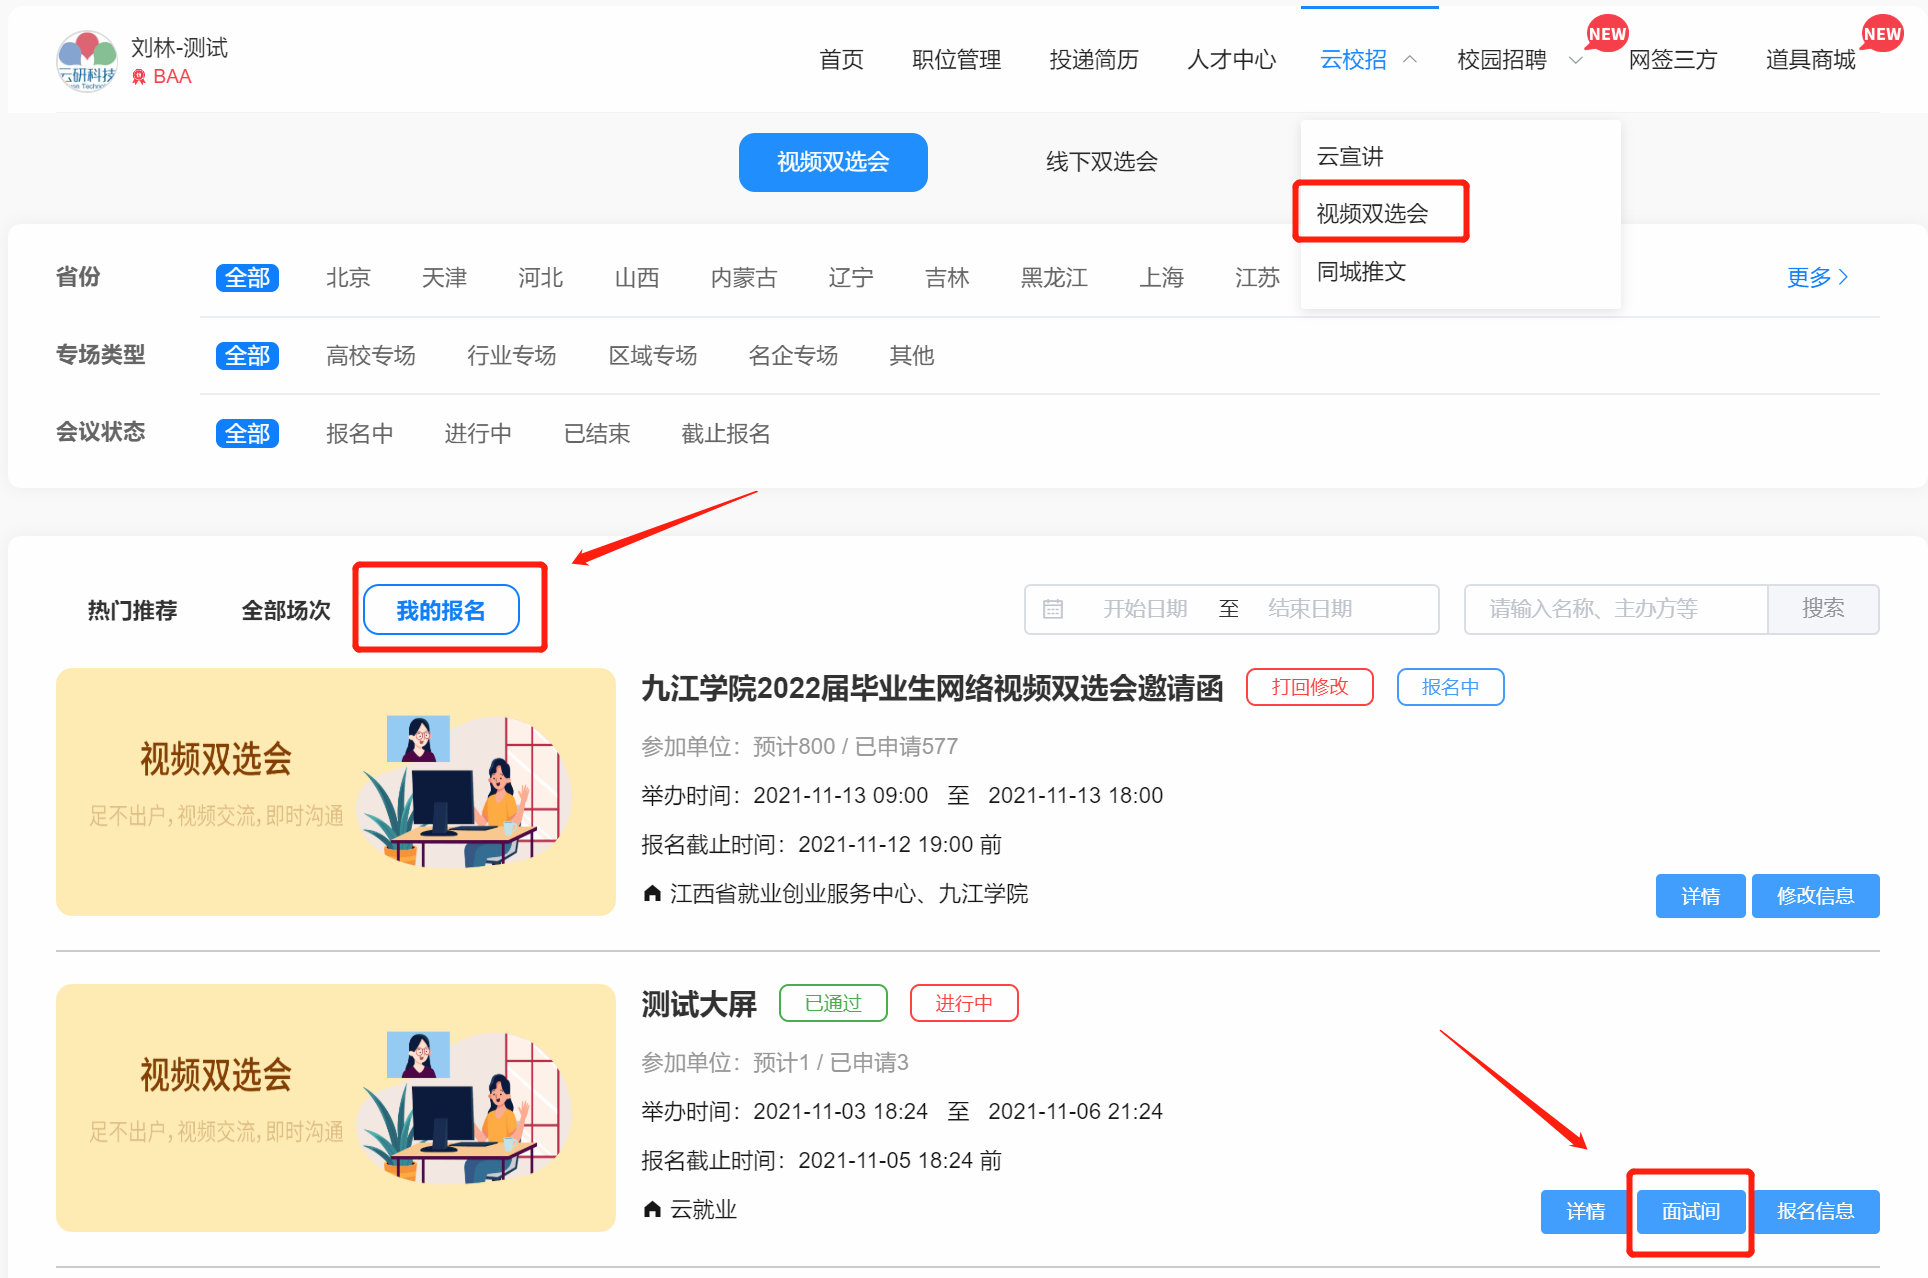 刘林-测试
BAA
云研科技
首页 职位管理 投递简历 人才中心 云校招 校园招聘 NEW 网签三方 道具商城 NEW
视频双选会 线下双选会
云宣讲
视频双选会
同城推文
省份 全部 北京 天津 河北 山西 内蒙古 辽宁 吉林 黑龙江 上海 江苏 更多
专场类型 全部 高校专场 行业专场 区域专场 名企专场 其他
会议状态 全部 报名中 进行中 已结束 截止报名
热门推荐 全部场次 我的报名 开始日期 至 结束日期 请输入名称、主办方等 搜索
视频双选会
足不出户,视频交流,即时沟通
九江学院2022届毕业生网络视频双选会邀请函 打回修改 报名中
参加单位：预计800 / 已申请577
举办时间：2021-11-13 09:00 至 2021-11-13 18:00
报名截止时间：2021-11-12 19:00 前
江西省就业创业服务中心、九江学院
详情 修改信息
视频双选会
足不出户,视频交流,即时沟通
测试大屏 已通过 进行中
参加单位：预计1 / 已申请3
举办时间：2021-11-03 18:24 至 2021-11-06 21:24
报名截止时间：2021-11-05 18:24 前
云就业
详情 面试间 报名信息